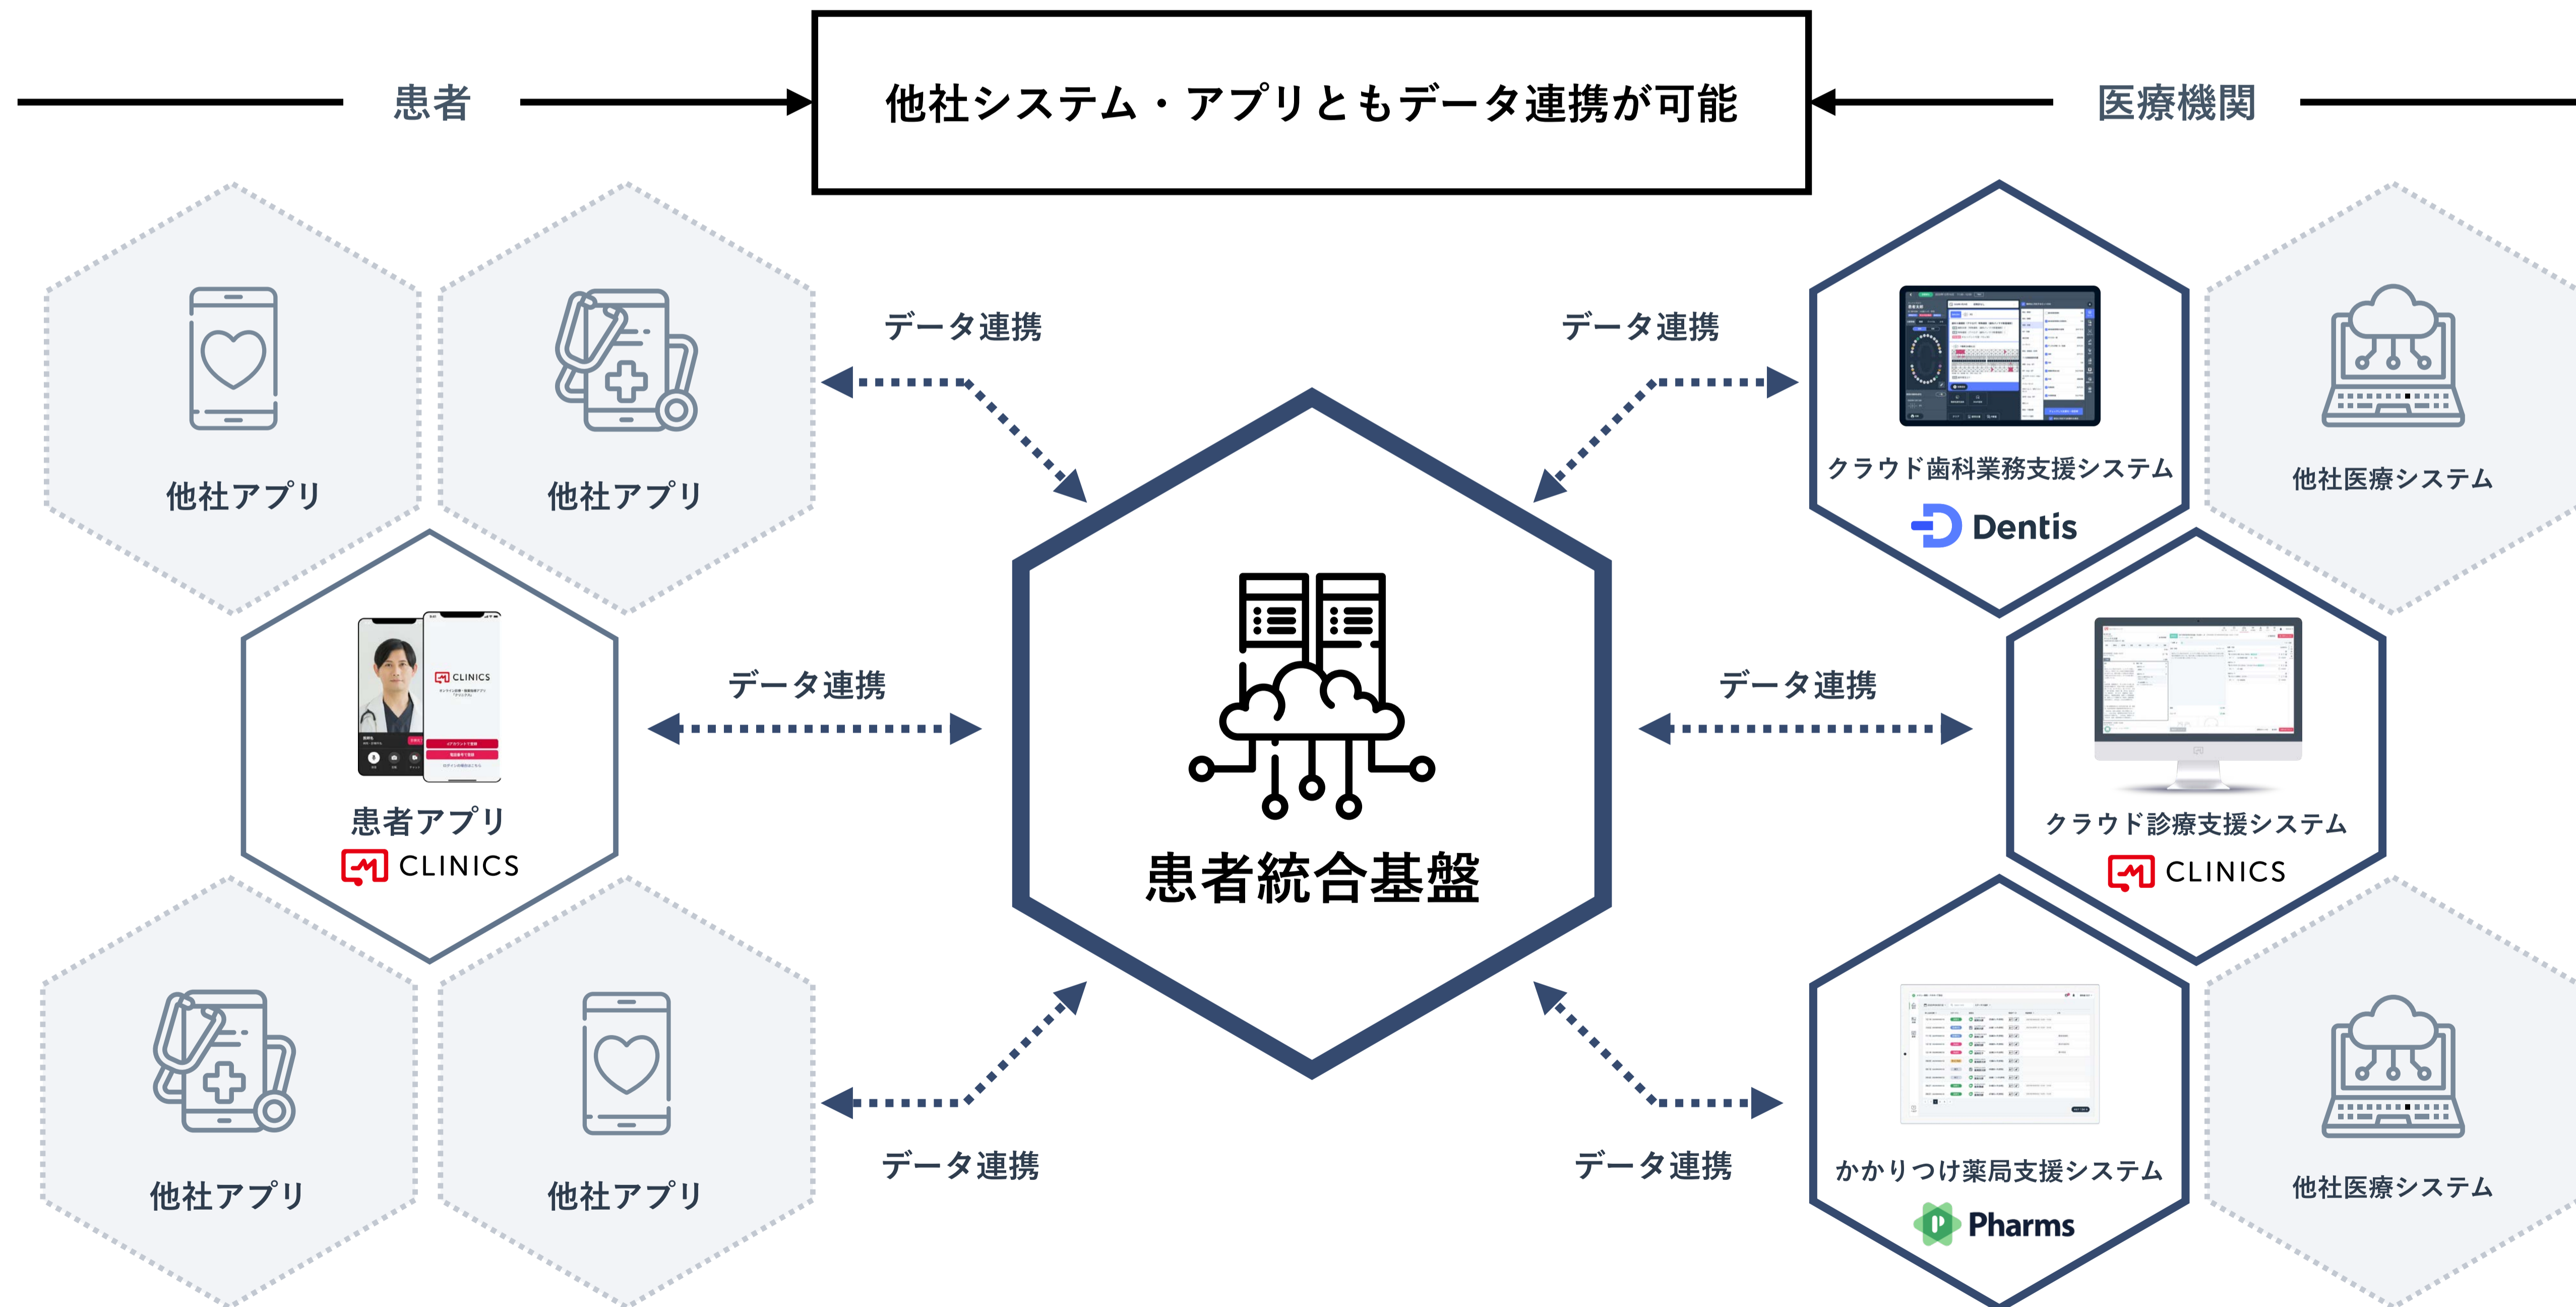 患者
他社システム・アプリともデータ連携が可能
医療機関
他社アプリ
他社アプリ
データ連携
データ連携
クラウド歯科業務支援システム
Dentis
他社医療システム
CLINICS
患者アプリ
CLINICS
データ連携
患者統合基盤
データ連携
クラウド診療支援システム
CLINICS
他社アプリ
他社アプリ
データ連携
データ連携
かかりつけ薬局支援システム
Pharms
他社医療システム